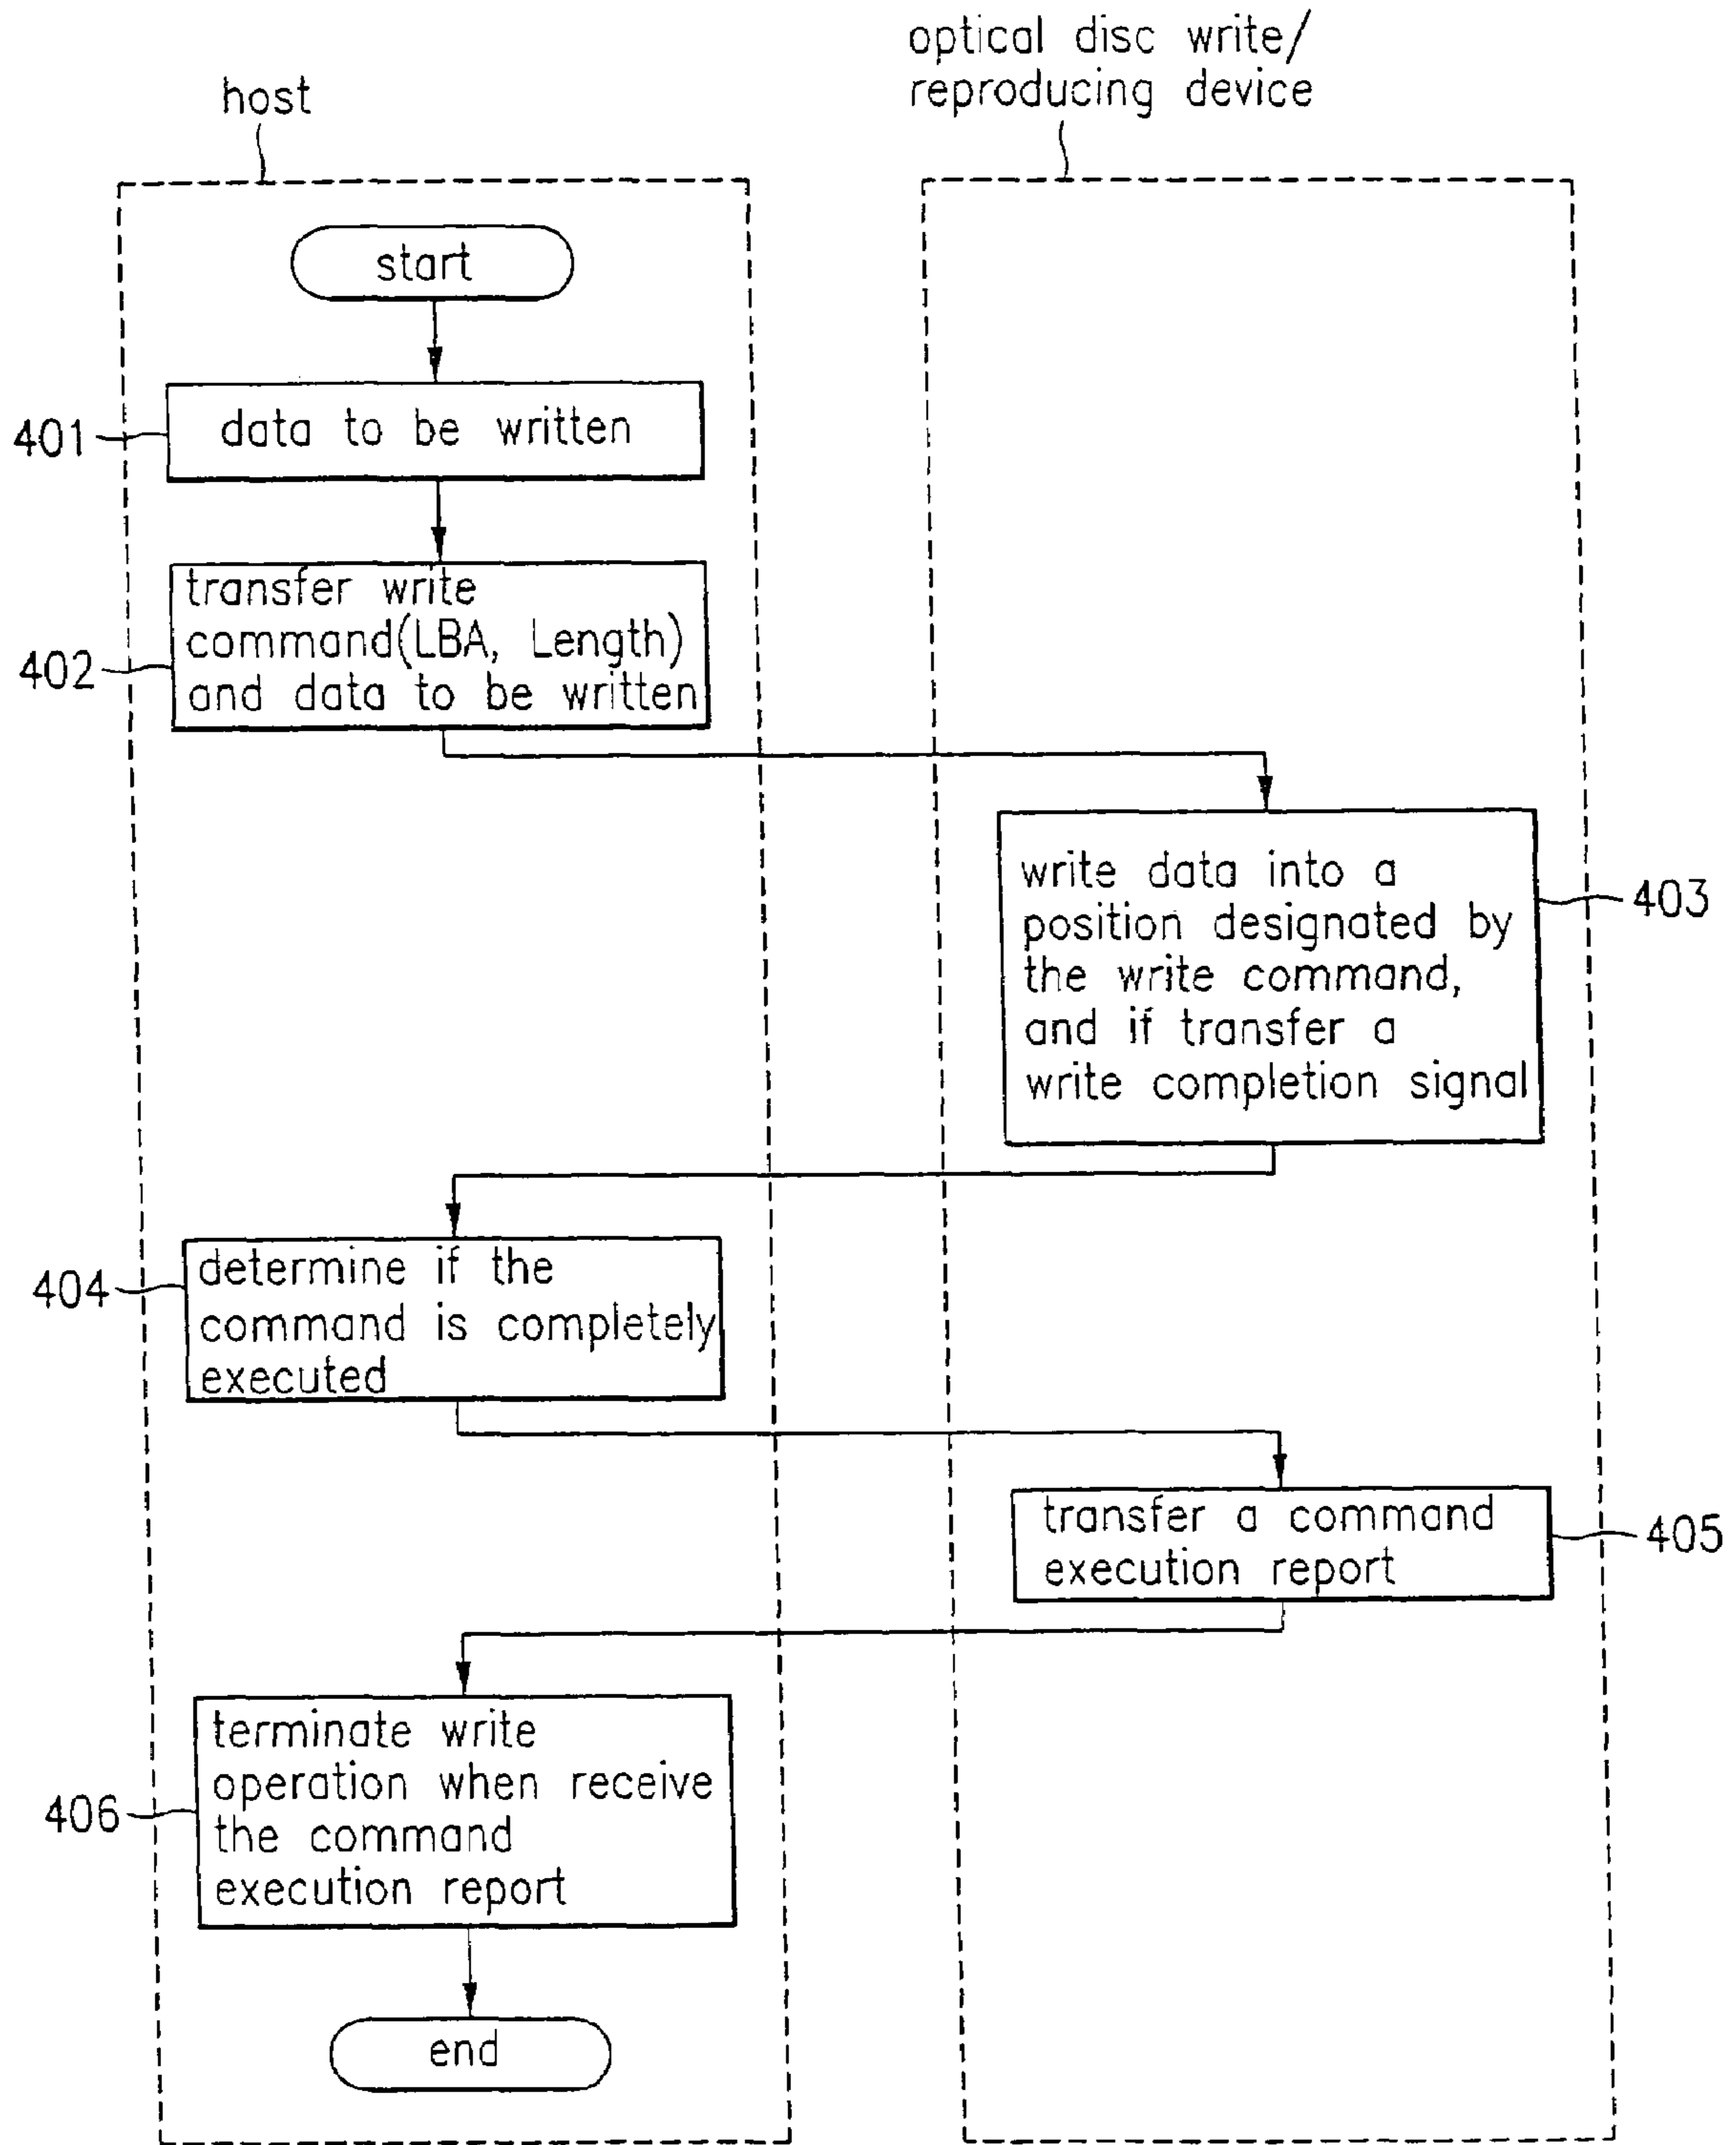 optical disc write/
reproducing device
host
start
401
data to be written
402
transfer write
command(LBA, Length)
and data to be written
write data into a
position designated by
the write command,
and if transfer a
write completion signal
403
404
determine if the
command is completely
executed
transfer a command
execution report
405
406
terminate write
operation when receive
the command
execution report
end